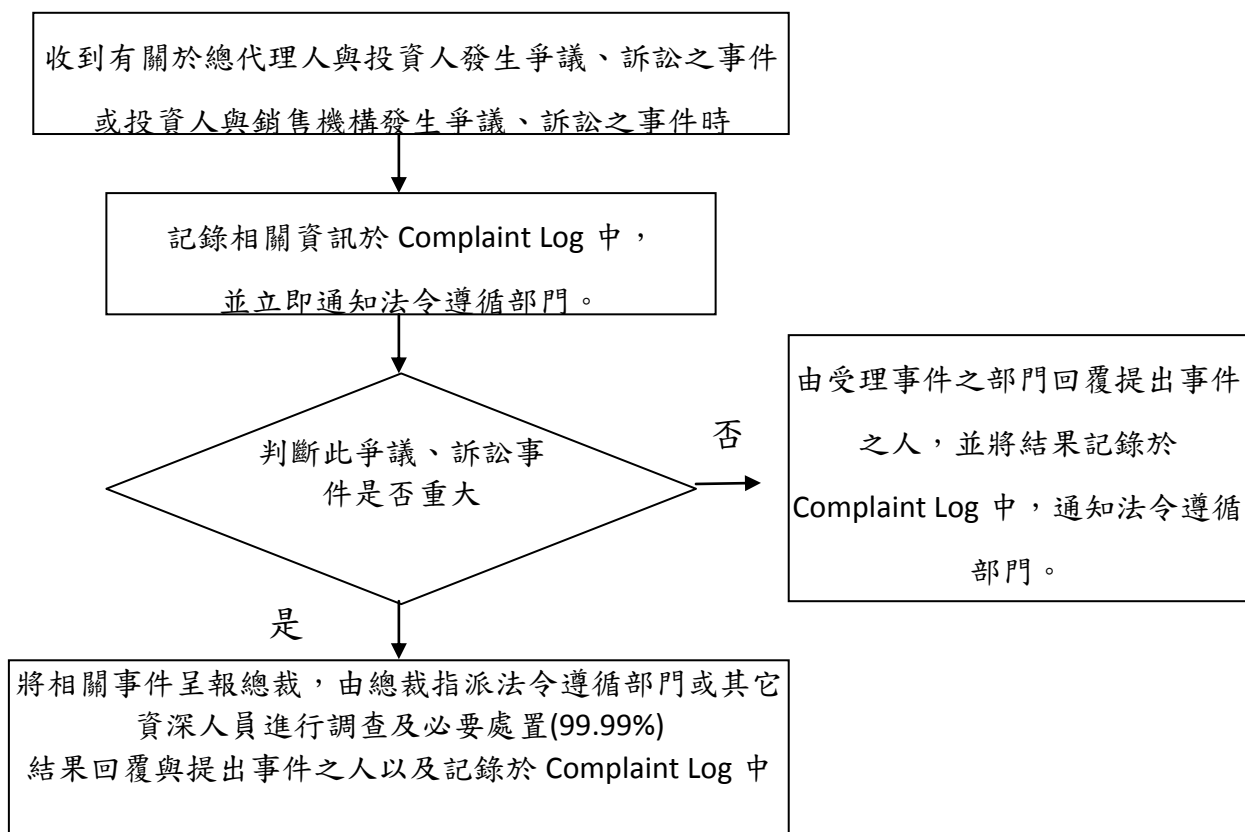 收到有關於總代理人與投資人發生爭議、訴訟之事件
或投資人與銷售機構發生爭議、訴訟之事件時
記錄相關資訊於 Complaint Log 中，
並立即通知法令遵循部門。
判斷此爭議、訴訟事
件是否重大
否
由受理事件之部門回覆提出事件
之人，並將結果記錄於
Complaint Log 中，通知法令遵循
部門。
是
將相關事件呈報總裁，由總裁指派法令遵循部門或其它
資深人員進行調查及必要處置(99.99%)
結果回覆與提出事件之人以及記錄於 Complaint Log 中